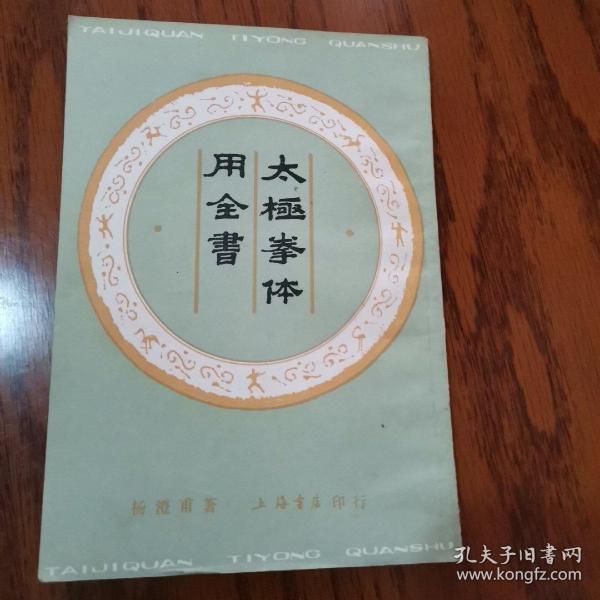 TAIJIQUAN TIYONG QUANSHU
太極拳体
用全書
杨澄甫著 上海書店印行
TAIJIQUAN TIYONG QUANSHU
孔夫子旧書网
www.kongfz.com